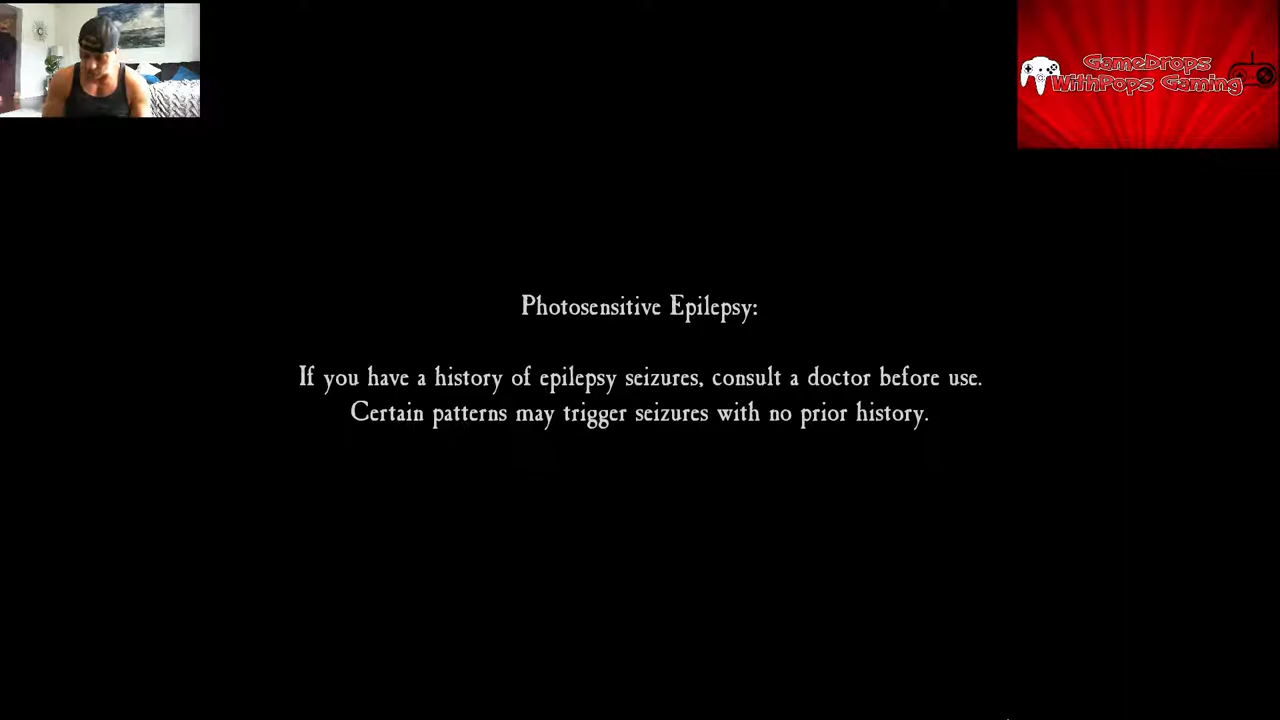 GameDrops
WithPops Gaming
Photosensitive Epilepsy:
If you have a history of epilepsy seizures, consult a doctor before use.
Certain patterns may trigger seizures with no prior history.